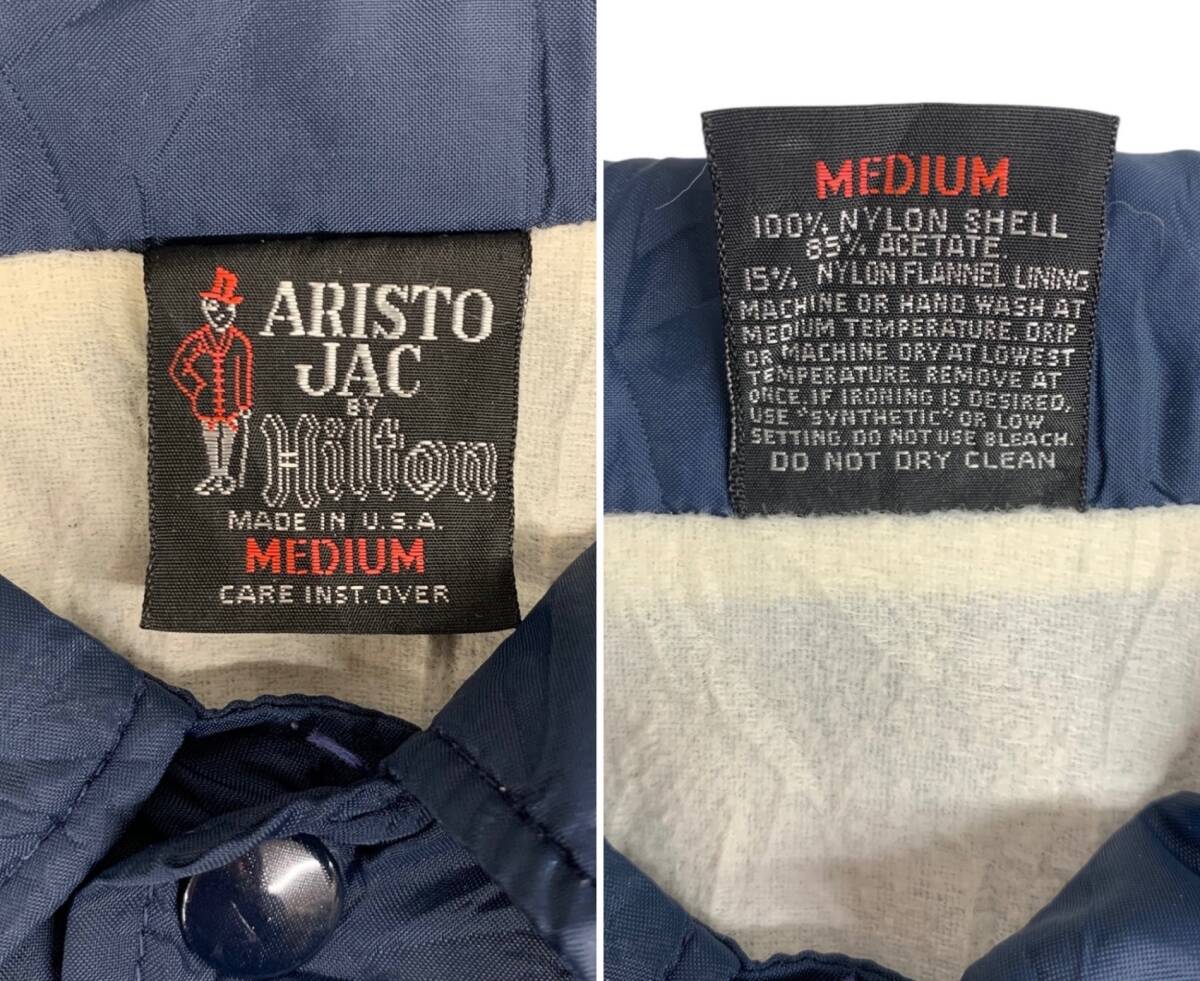 ARISTO
JAC
BY
Hilton
MADE IN U.S.A.
MEDIUM
CARE INST. OVER
MEDIUM
100% NYLON SHELL
85% ACETATE.
15% NYLON FLANNEL LINING
MACHINE OR HAND WASH AT
MEDIUM TEMPERATURE. DRIP
OR MACHINE DRY AT LOWEST
TEMPERATURE. REMOVE AT
ONCE. IF IRONING IS DESIRED,
USE "SYNTHETIC" OR LOW
SETTING. DO NOT USE BLEACH.
DO NOT DRY CLEAN